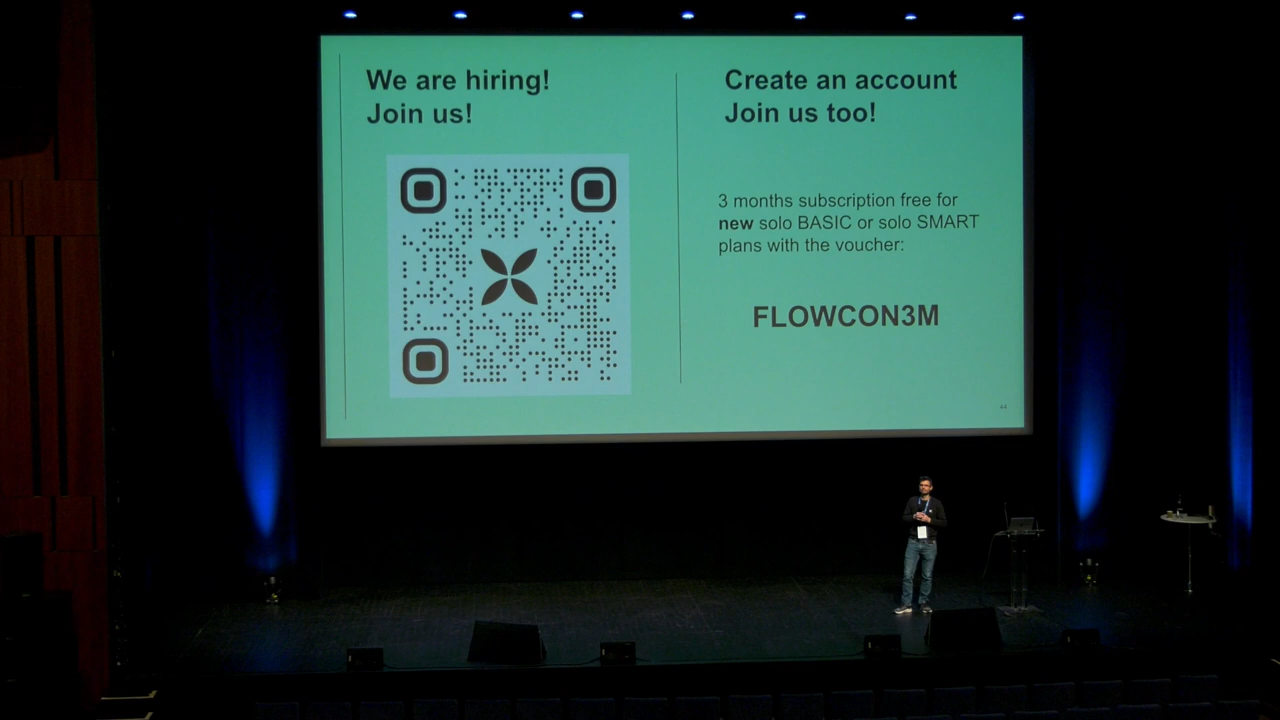 We are hiring!
Join us!
Create an account
Join us too!
3 months subscription free for
new solo BASIC or solo SMART
plans with the voucher:
FLOWCON3M
44